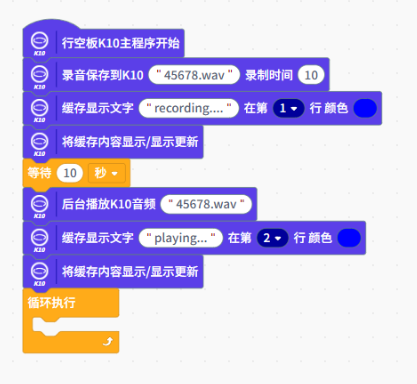 K10 行空板K10主程序开始
K10 录音保存到K10 "45678.wav" 录制时间 10
K10 缓存显示文字 "recording...." 在第 1 行 颜色
K10 将缓存内容显示/显示更新
等待 10 秒
K10 后台播放K10音频 "45678.wav"
K10 缓存显示文字 "playing..." 在第 2 行 颜色
K10 将缓存内容显示/显示更新
循环执行